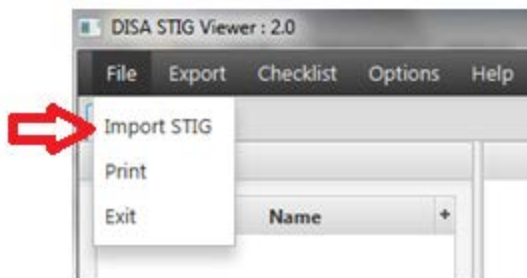 DISA STIG Viewer : 2.0
File Export Checklist Options Help
Import STIG
Print
Exit
Name +